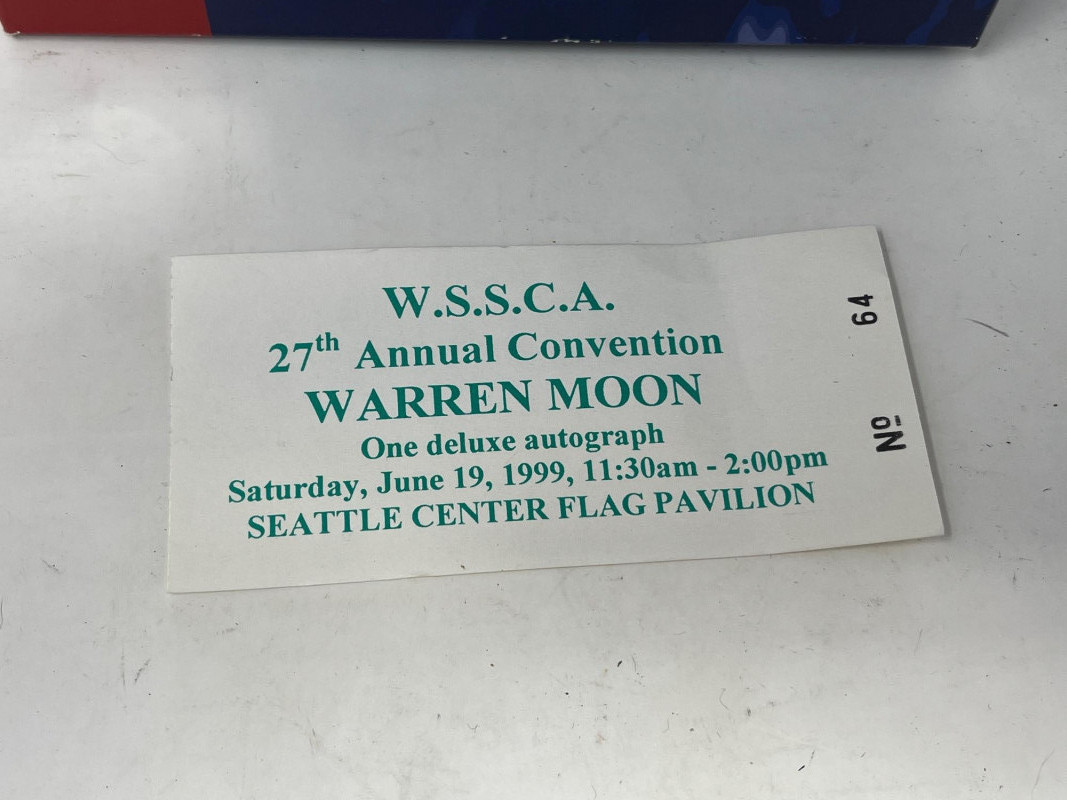 W.S.S.C.A.
27th Annual Convention
WARREN MOON
One deluxe autograph
Saturday, June 19, 1999, 11:30am - 2:00pm
SEATTLE CENTER FLAG PAVILION
Nº 64